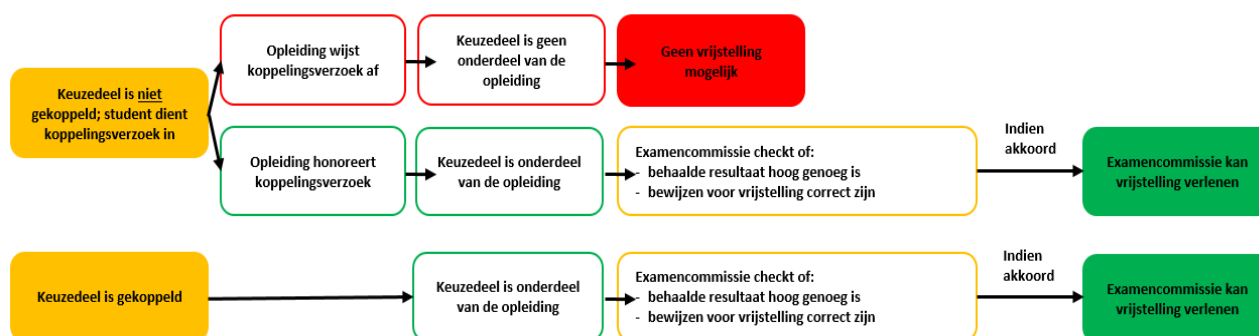 Opleiding wijst
koppelingsverzoek af
Keuzedeel is geen
onderdeel van de
opleiding
Geen vrijstelling
mogelijk
Keuzedeel is niet
gekoppeld; student dient
koppelingsverzoek in
Opleiding honoreert
koppelingsverzoek
Keuzedeel is onderdeel
van de opleiding
Examencommissie checkt of:
- behaalde resultaat hoog genoeg is
- bewijzen voor vrijstelling correct zijn
Indien
akkoord
Examencommissie kan
vrijstelling verlenen
Keuzedeel is gekoppeld
Keuzedeel is onderdeel
van de opleiding
Examencommissie checkt of:
- behaalde resultaat hoog genoeg is
- bewijzen voor vrijstelling correct zijn
Indien
akkoord
Examencommissie kan
vrijstelling verlenen